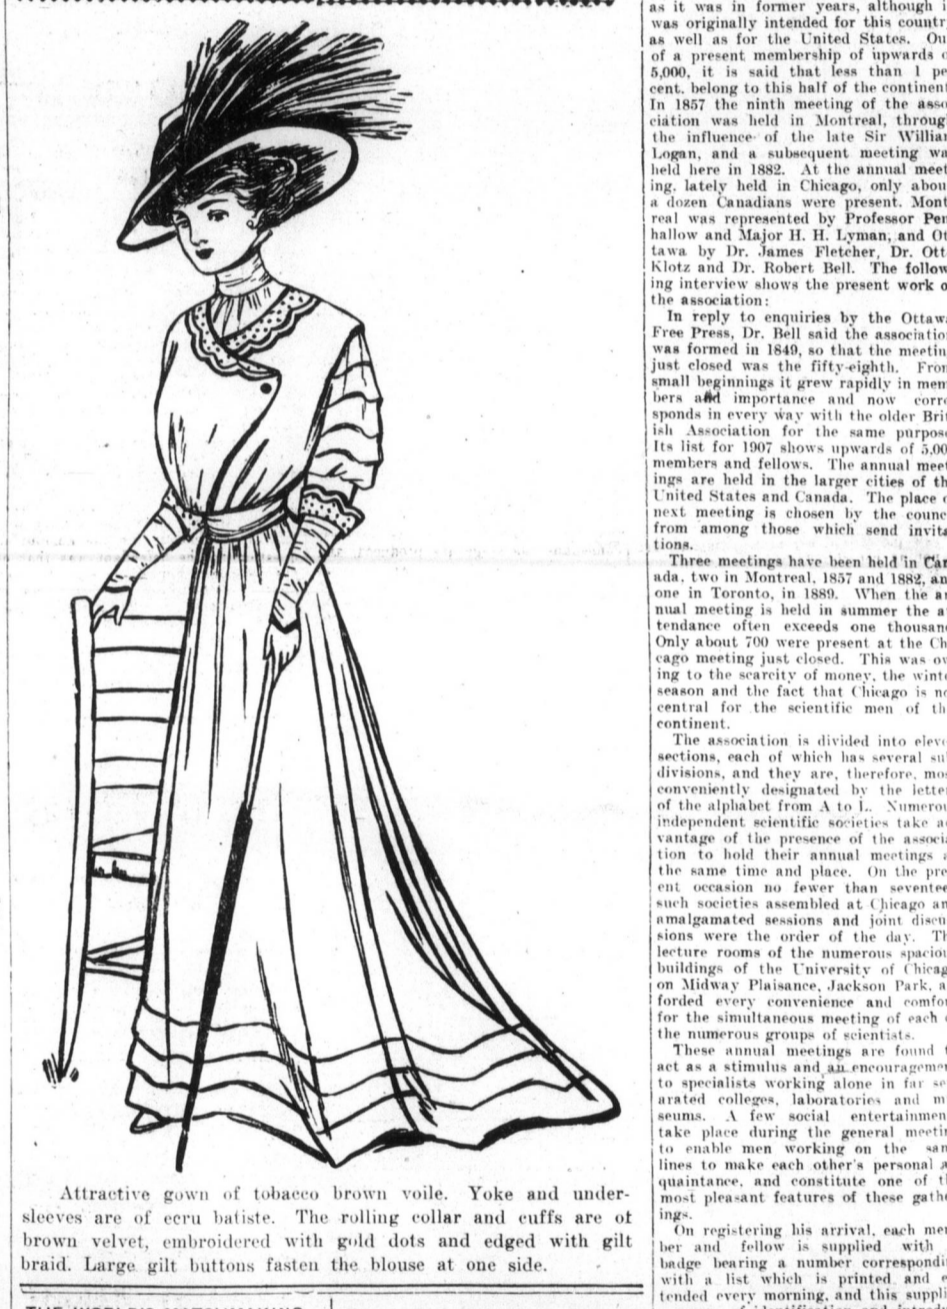 Attractive gown of tobacco brown voile. Yoke and under-
sleeves are of ecru batiste. The rolling collar and cuffs are of
brown velvet, embroidered with gold dots and edged with gilt
braid. Large gilt buttons fasten the blouse at one side.
as it was in former years, although i
was originally intended for this countr
as well as for the United States. Ou
of a present membership of upwards o
5,000, it is said that less than 1 pe
cent. belong to this half of the continent
In 1857 the ninth meeting of the asso
ciation was held in Montreal, throug
the influence of the late Sir Willia
Logan, and a subsequent meeting wa
held here in 1882. At the annual meet
ing, lately held in Chicago, only abou
a dozen Canadians were present. Mont
real was represented by Professor Pen
hallow and Major H. H. Lyman, and Ot
tawa by Dr. James Fletcher, Dr. Ott
Klotz and Dr. Robert Bell. The follow
ing interview shows the present work o
the association:
In reply to enquiries by the Ottaw
Free Press, Dr. Bell said the associatio
was formed in 1849, so that the meetin
just closed was the fifty-eighth. Fro
small beginnings it grew rapidly in mem
bers and importance and now corre
sponds in every way with the older Brit
ish Association for the same purpos
Its list for 1907 shows upwards of 5,00
members and fellows. The annual meet
ings are held in the larger cities of th
United States and Canada. The place o
next meeting is chosen by the counc
from among those which send invita
tions.
Three meetings have been held in Can
ada, two in Montreal, 1857 and 1882, an
one in Toronto, in 1889. When the an
nual meeting is held in summer the a
tendance often exceeds one thousan
Only about 700 were present at the Ch
cago meeting just closed. This was ow
ing to the scarcity of money, the wint
season and the fact that Chicago is no
central for the scientific men of th
continent.
The association is divided into eleve
sections, each of which has several su
divisions, and they are, therefore, mos
conveniently designated by the lette
of the alphabet from A to L. Numerou
independent scientific societies take a
vantage of the presence of the associa
tion to hold their annual meetings a
the same time and place. On the pre
ent occasion no fewer than sevente
such societies assembled at Chicago an
amalgamated sessions and joint discu
sions were the order of the day. Th
lecture rooms of the numerous spaciou
buildings of the University of Chicag
on Midway Plaisance, Jackson Park, a
forded every convenience and comfor
for the simultaneous meeting of each
the numerous groups of scientists.
These annual meetings are found t
act as a stimulus and an encouragemen
to specialists working alone in far se
arated colleges, laboratories and m
seums. A few social entertainmen
take place during the general meetin
to enable men working on the sam
lines to make each other's personal a
quaintance, and constitute one of t
most pleasant features of these gath
ings.
On registering his arrival, each mem
ber and fellow is supplied with
badge bearing a number correspondi
with a list which is printed and e
tended every morning, and this suppli